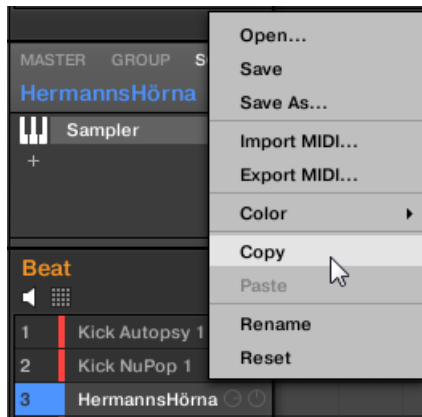 MASTER GROUP S
HermannsHörna
Sampler
+
Beat
1 Kick Autopsy 1
2 Kick NuPop 1
3 HermannsHörna
Open...
Save
Save As...
Import MIDI...
Export MIDI...
Color
Copy
Paste
Rename
Reset